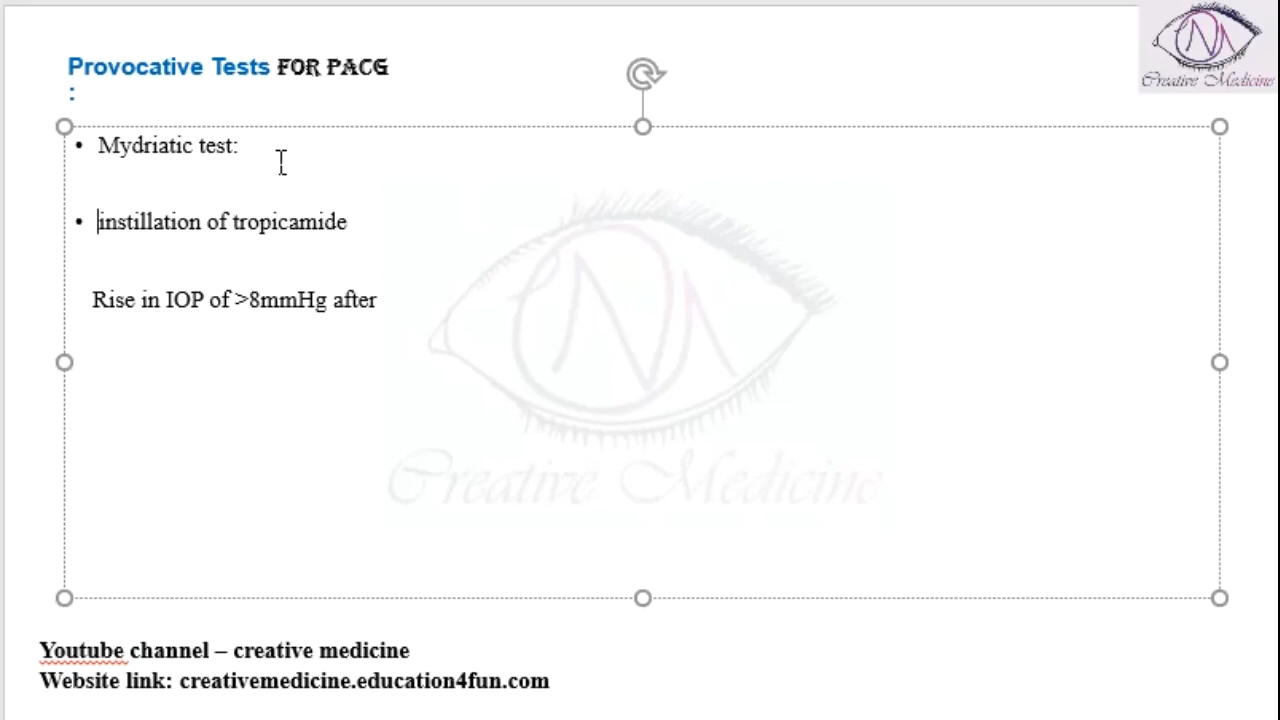 Provocative Tests FOR PACG
:
Creative Medicine
• Mydriatic test:
• instillation of tropicamide
Rise in IOP of >8mmHg after
Creative Medicine
Youtube channel – creative medicine
Website link: creativemedicine.education4fun.com